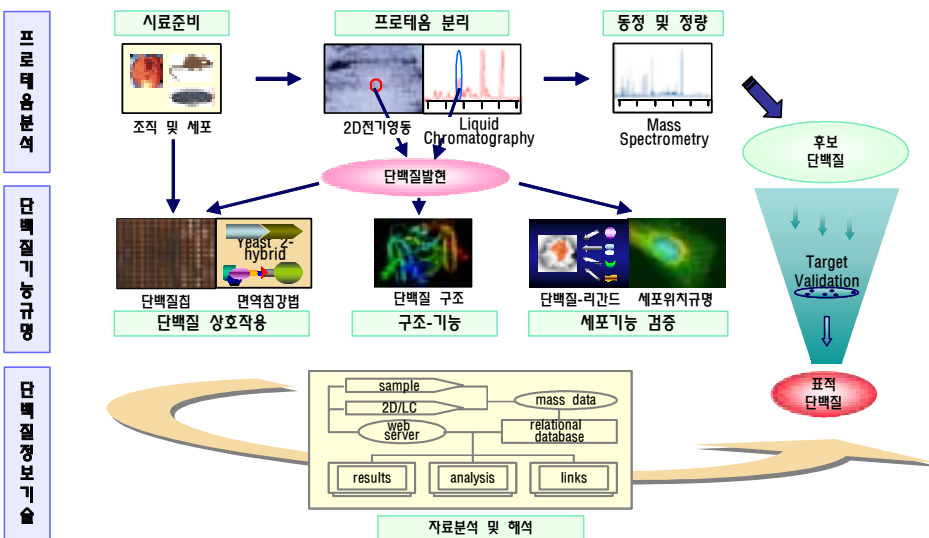 프로테옴분석
시료준비
프로테옴 분리
동정 및 정량
조직 및 세포
2D전기영동
Liquid
Chromatography
Mass
Spectrometry
후보
단백질
단백질발현
단백질기능규명
Yeast 2-
hybrid
단백질칩
면역침강법
단백질 구조
단백질-리간드
세포위치규명
단백질 상호작용
구조-기능
세포기능 검증
Target
Validation
표적
단백질
단백질정보기술
sample
2D/LC
web
server
mass data
relational
database
results
analysis
links
자료분석 및 해석